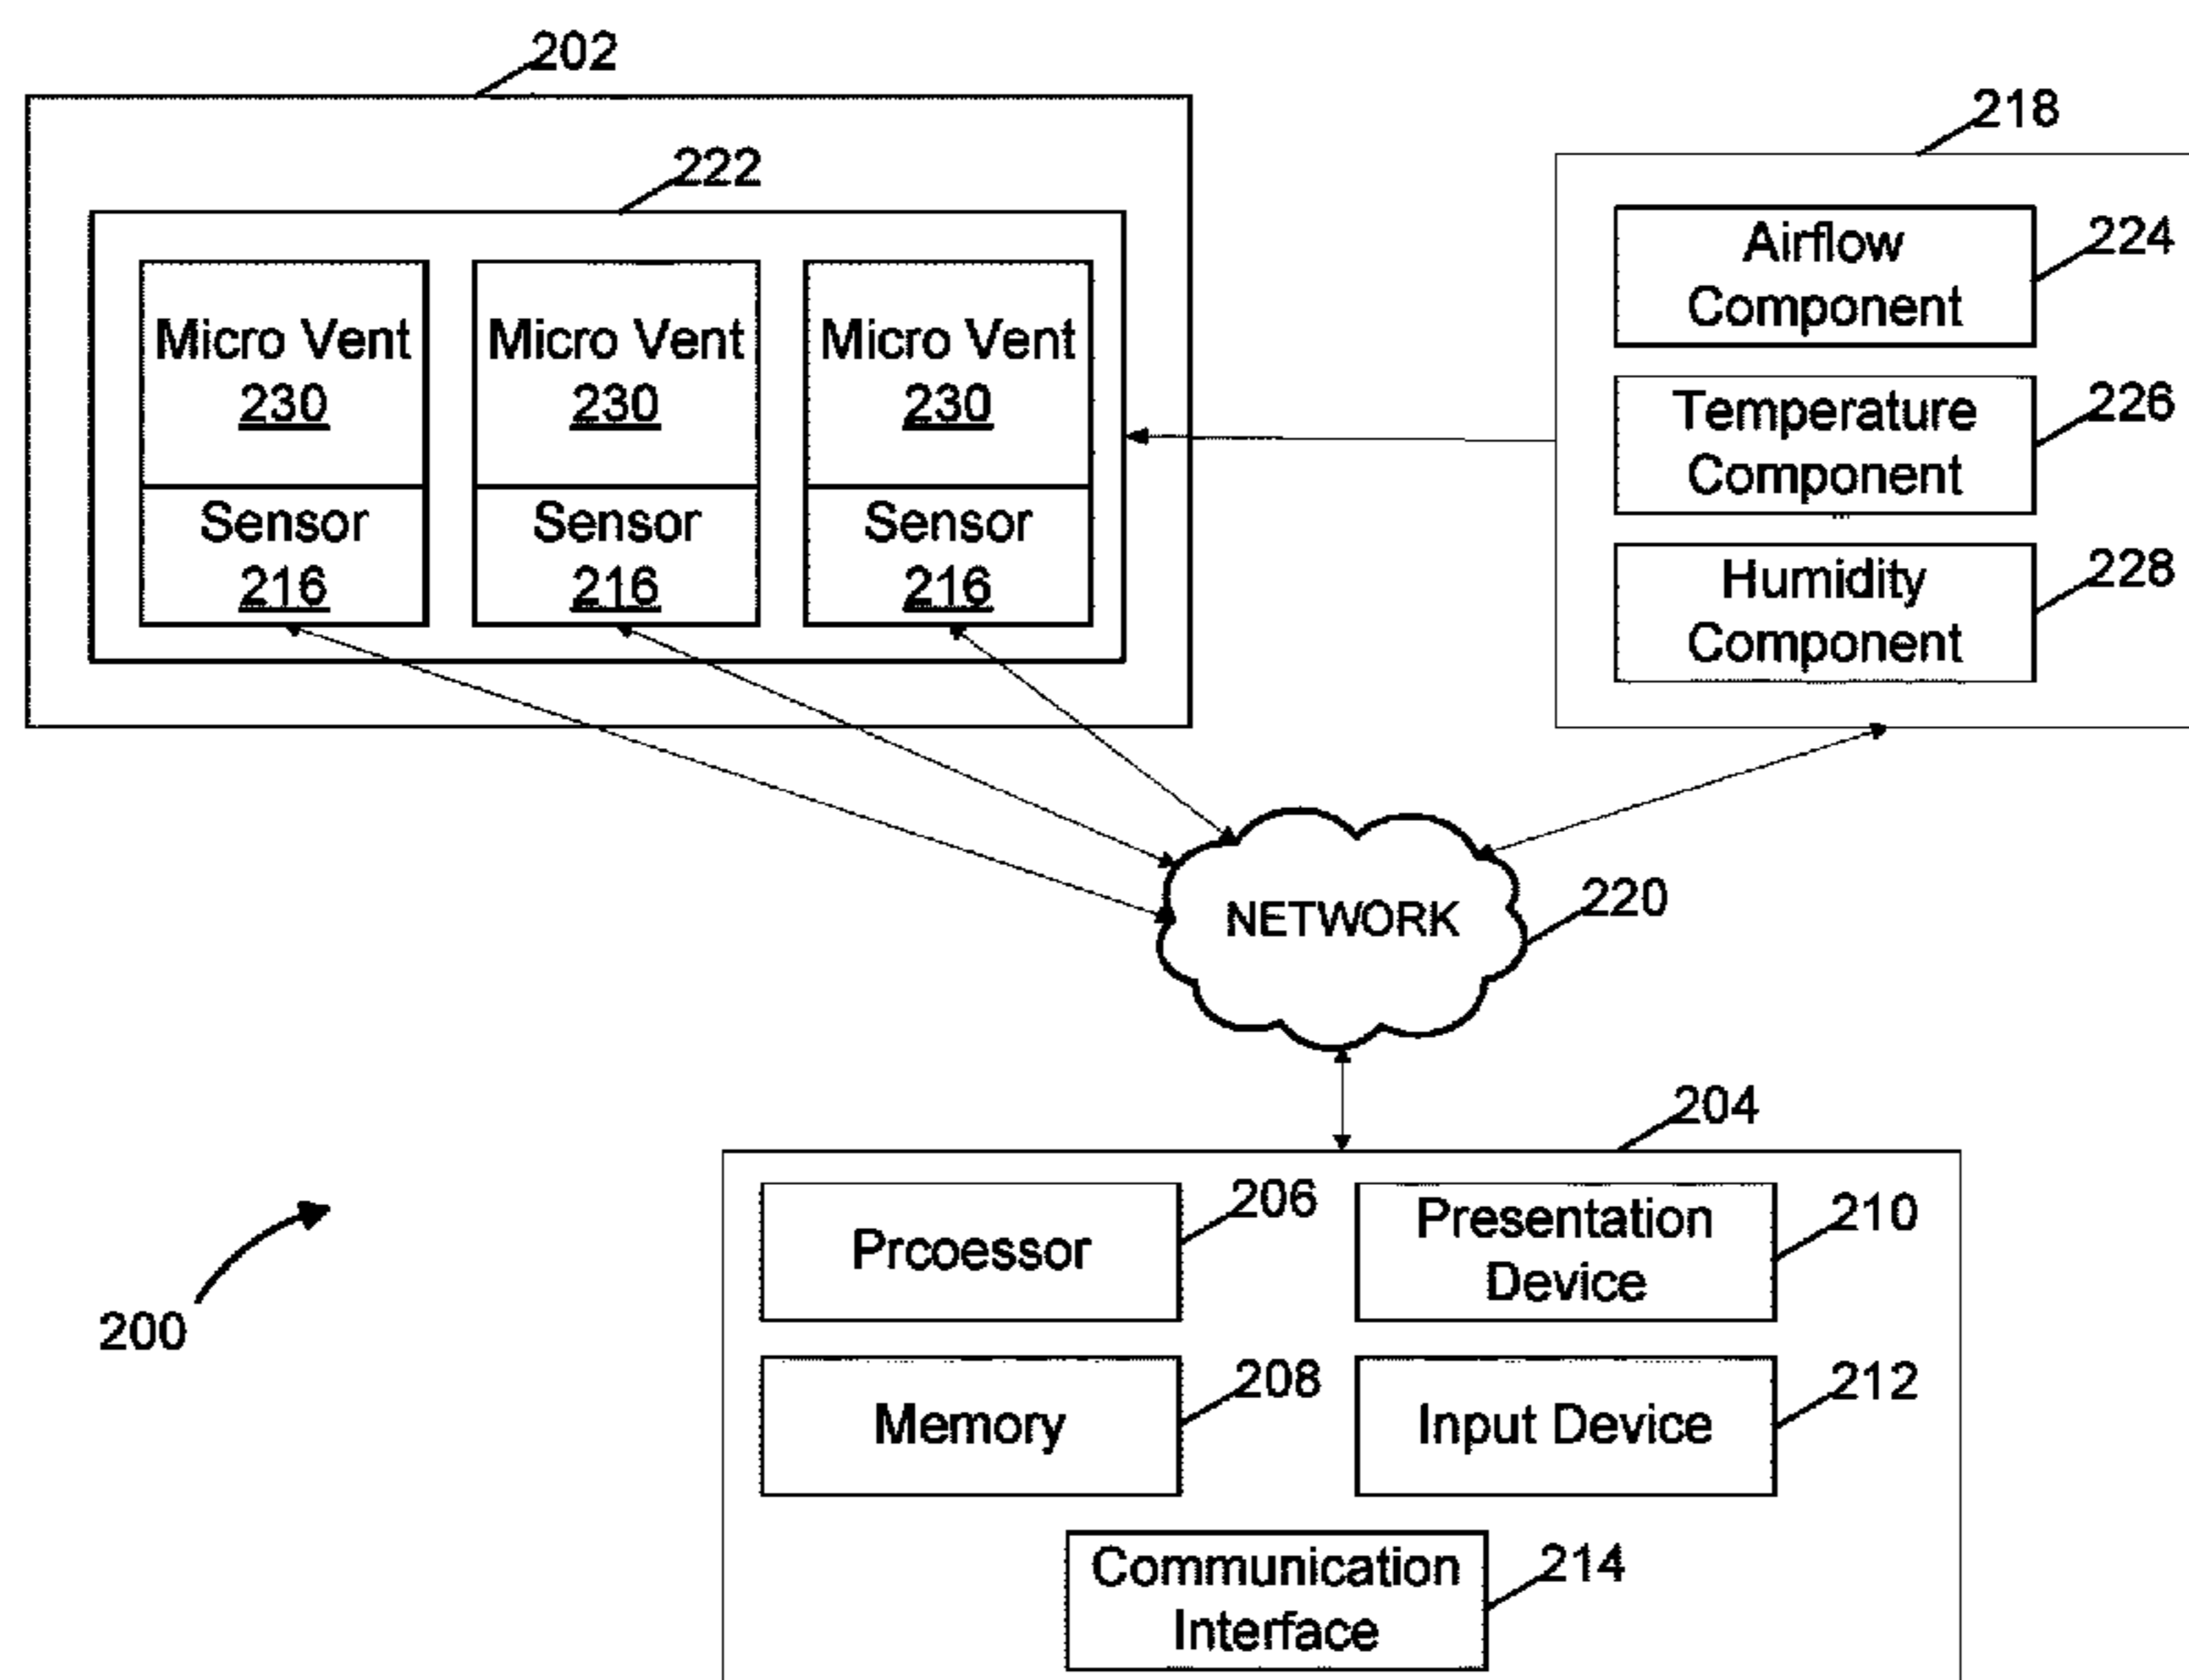 202
218
222
Airflow
Component
224
Micro Vent
230
Micro Vent
230
Micro Vent
230
Temperature
Component
226
Sensor
216
Sensor
216
Sensor
216
Humidity
Component
228
NETWORK
220
204
Prcoessor
206
Presentation
Device
210
200
Memory
208
Input Device
212
Communication
Interface
214